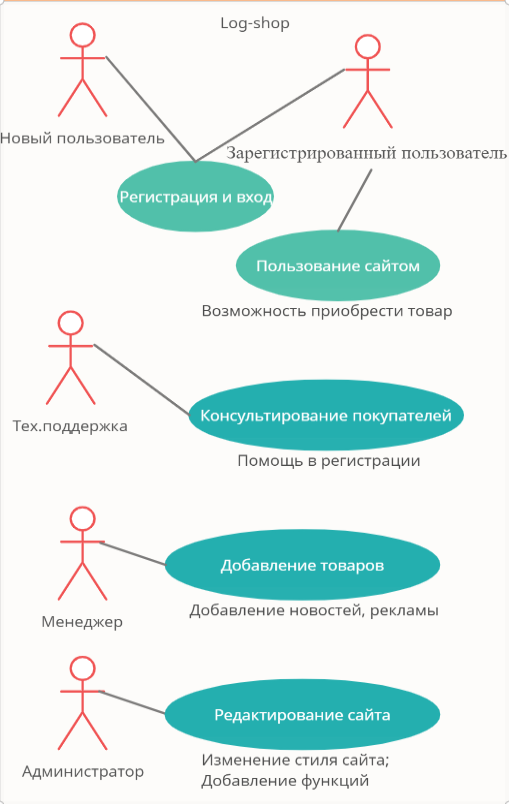 Log-shop
Новый пользователь
Зарегистрированный пользователь
Регистрация и вход
Пользование сайтом
Возможность приобрести товар
Тех.поддержка
Консультирование покупателей
Помощь в регистрации
Менеджер
Добавление товаров
Добавление новостей, рекламы
Администратор
Редактирование сайта
Изменение стиля сайта;
Добавление функций